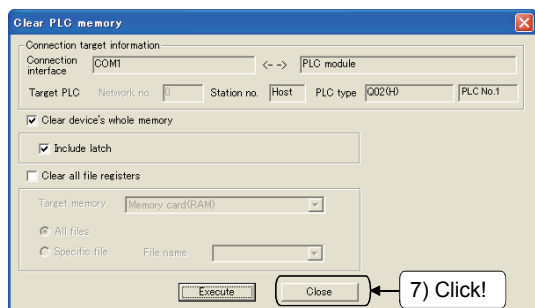 Clear PLC memory
Connection target information
Connection interface COM1 <- -> PLC module
Target PLC Network no. 0 Station no. Host PLC type Q02(H) PLC No.1
Clear device's whole memory
Include latch
Clear all file registers
Target memory Memory card(RAM)
All files
Specific file File name
Execute Close 7) Click!